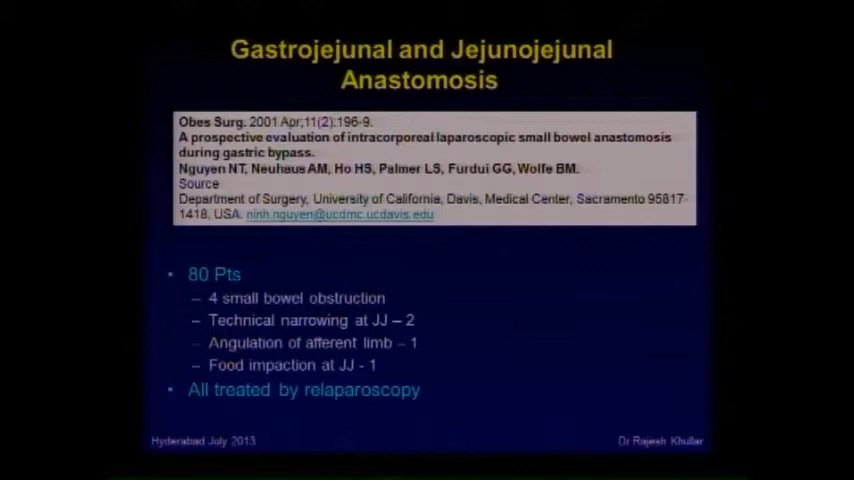 Gastrojejunal and Jejunojejunal
Anastomosis
Obes Surg. 2001 Apr;11(2):196-9.
A prospective evaluation of intracorporeal laparoscopic small bowel anastomosis
during gastric bypass.
Nguyen NT, Neuhaus AM, Ho HS, Palmer LS, Furdui GG, Wolfe BM.
Source
Department of Surgery, University of California, Davis, Medical Center, Sacramento 95817-
1418, USA. ninh.nguyen@ucdmc.ucdavis.edu
• 80 Pts
– 4 small bowel obstruction
– Technical narrowing at JJ – 2
– Angulation of afferent limb – 1
– Food impaction at JJ - 1
• All treated by relaparoscopy
Hyderabad July 2013
Dr Rajesh Khullar